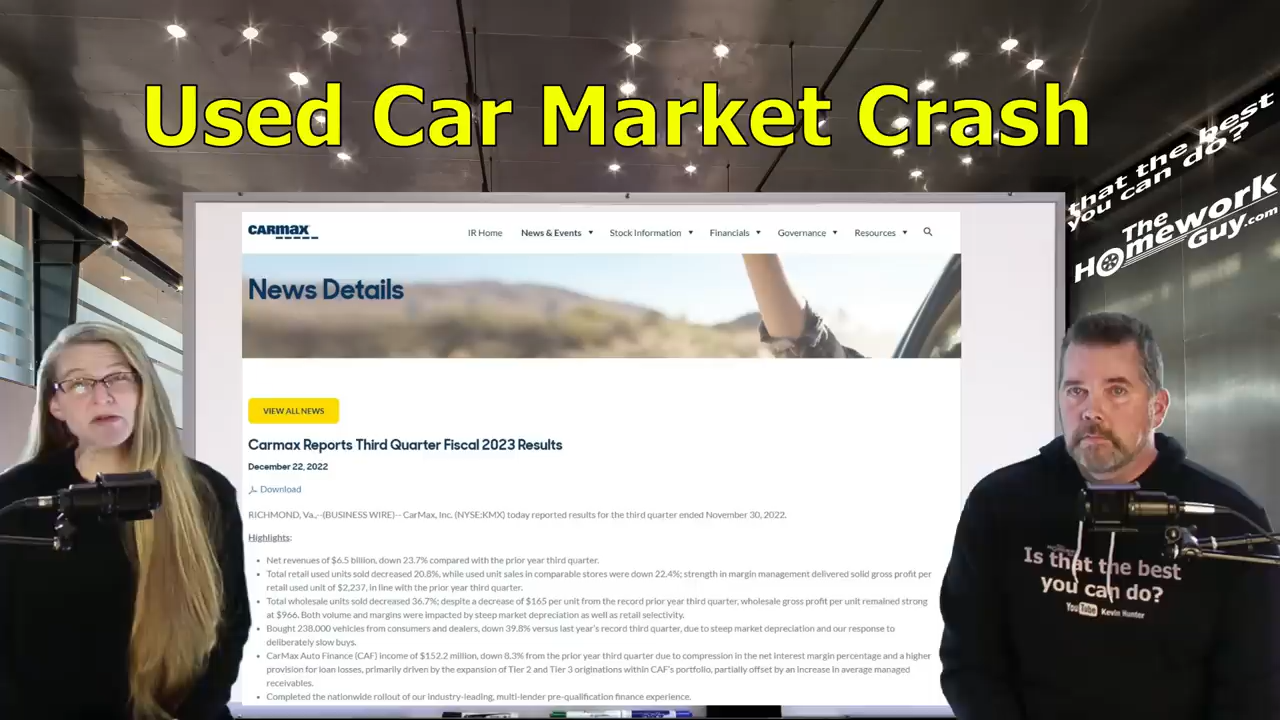 Used Car Market Crash
that the best
you can do?
The
Homework
Guy.com
CARMAX
IR Home News & Events Stock Information Financials Governance Resources
News Details
VIEW ALL NEWS
Carmax Reports Third Quarter Fiscal 2023 Results
December 22, 2022
Download
RICHMOND, Va.,--(BUSINESS WIRE)-- CarMax, Inc. (NYSE:KMX) today reported results for the third quarter ended November 30, 2022.
Highlights:
Net revenues of $6.5 billion, down 23.7% compared with the prior year third quarter.
Total retail used units sold decreased 20.8%, while used unit sales in comparable stores were down 22.4%; strength in margin management delivered solid gross profit per
retail used unit of $2,237, in line with the prior year third quarter.
Total wholesale units sold decreased 36.7%; despite a decrease of $165 per unit from the record prior year third quarter, wholesale gross profit per unit remained strong
at $966. Both volume and margins were impacted by steep market depreciation as well as retail selectivity.
Bought 238,000 vehicles from consumers and dealers, down 39.8% versus last year's record third quarter, due to steep market depreciation and our response to
deliberately slow buys.
CarMax Auto Finance (CAF) income of $152.2 million, down 8.3% from the prior year third quarter due to compression in the net interest margin percentage and a higher
provision for loan losses, primarily driven by the expansion of Tier 2 and Tier 3 originations within CAF's portfolio, partially offset by an increase in average managed
receivables.
Completed the nationwide rollout of our industry-leading, multi-lender pre-qualification finance experience.
Is that the best
you can do?
YouTube Kevin Hunter